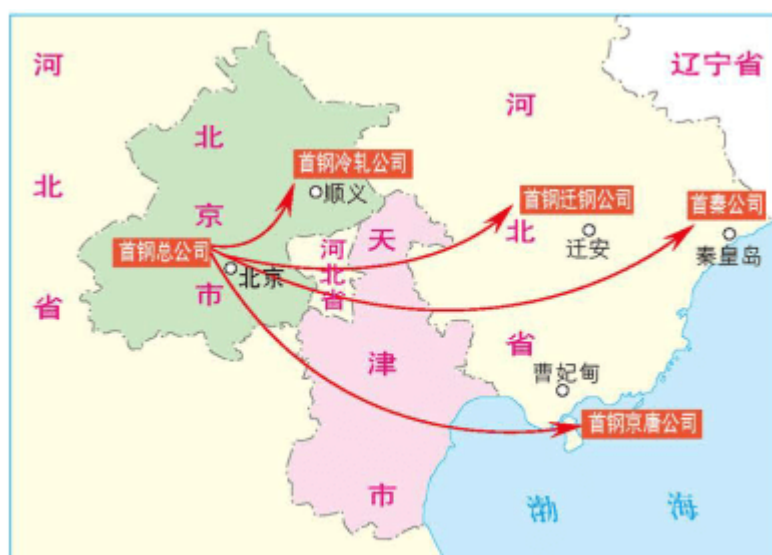 辽宁省
河北省
北京市
河北省
首钢冷轧公司
顺义
首钢迁钢公司
首秦公司
迁安
秦皇岛
首钢总公司
北京
河北省
天津市
曹妃甸
首钢京唐公司
渤海